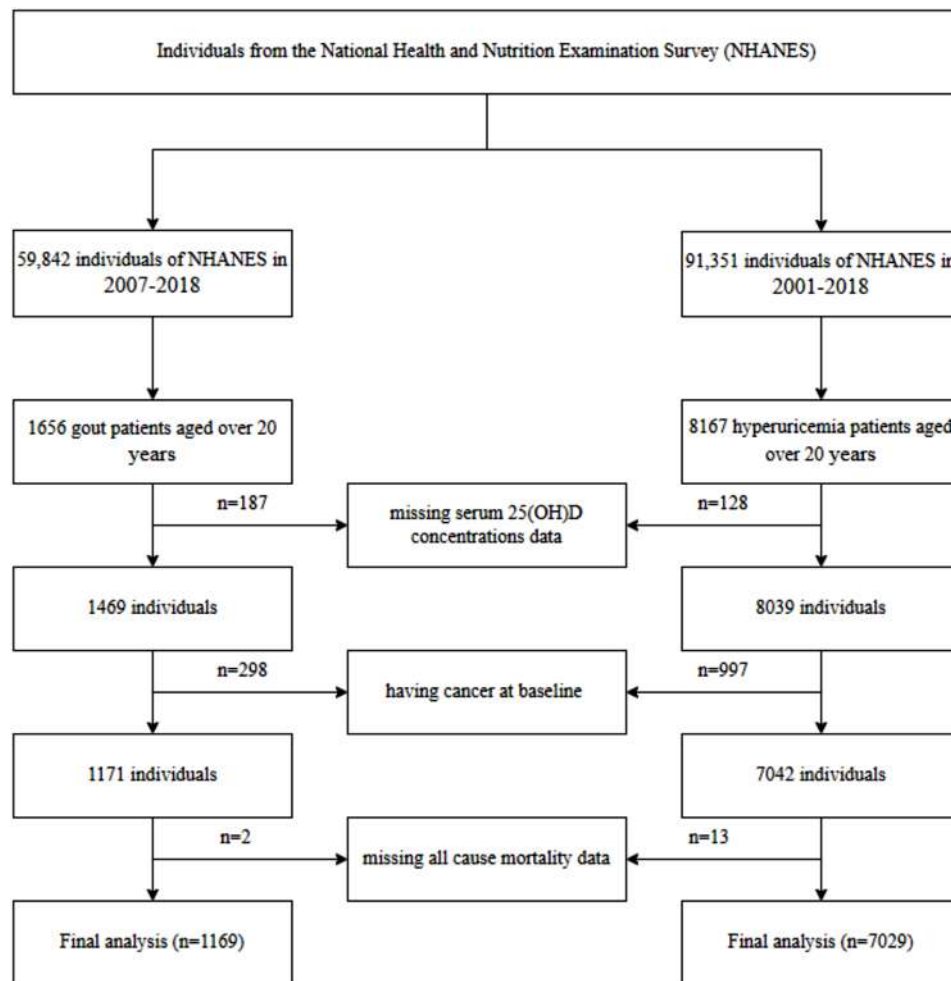 Individuals from the National Health and Nutrition Examination Survey (NHANES)
59,842 individuals of NHANES in
2007-2018
91,351 individuals of NHANES in
2001-2018
1656 gout patients aged over 20
years
8167 hyperuricemia patients aged
over 20 years
n=187
missing serum 25(OH)D
concentrations data
n=128
1469 individuals
8039 individuals
n=298
having cancer at baseline
n=997
1171 individuals
7042 individuals
n=2
missing all cause mortality data
n=13
Final analysis (n=1169)
Final analysis (n=7029)